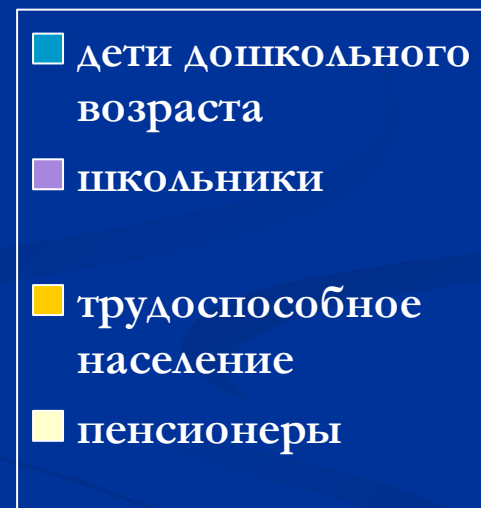 дети дошкольного
возраста
школьники
трудоспособное
население
пенсионеры